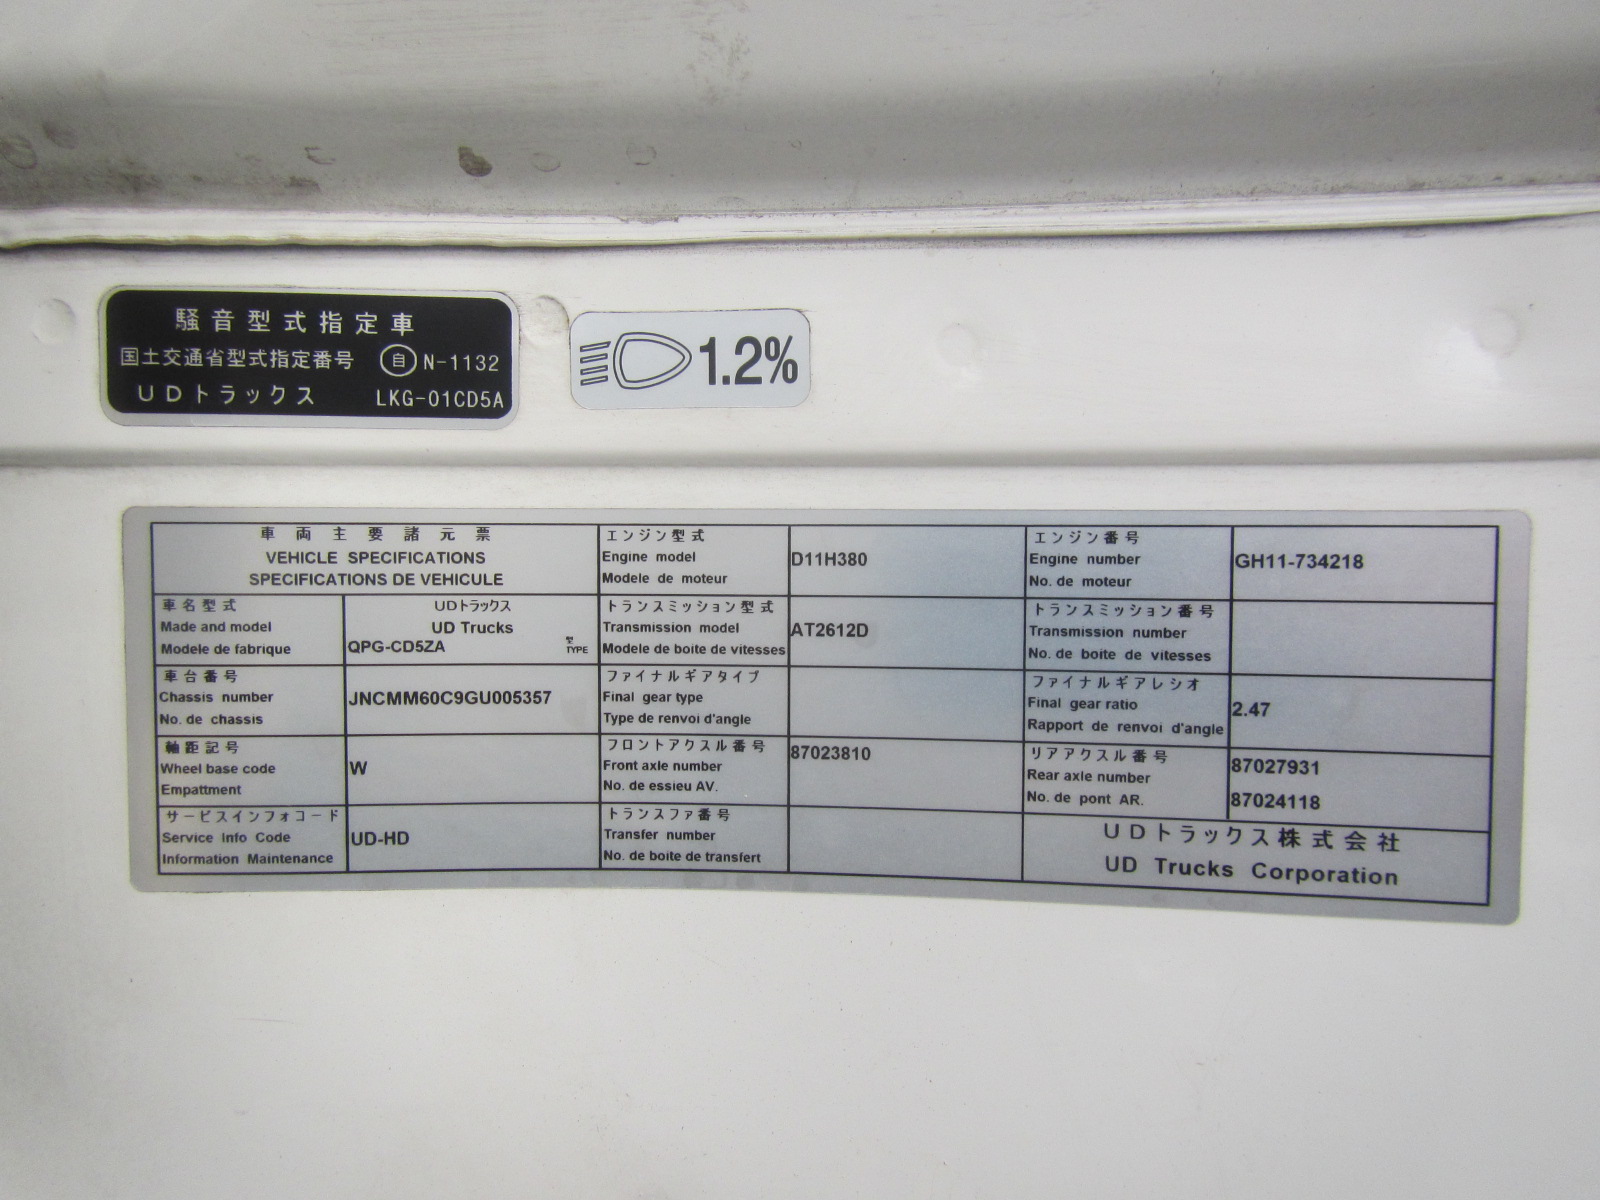 騒音型式指定車
国土交通省型式指定番号 自 N-1132
UDトラックス LKG-01CD5A
1.2%
車両主要諸元票
VEHICLE SPECIFICATIONS
SPECIFICATIONS DE VEHICULE
エンジン型式
Engine model
Modele de moteur
D11H380
エンジン番号
Engine number
No. de moteur
GH11-734218
車名型式
Made and model
Modele de fabrique
UDトラックス
UD Trucks
QPG-CD5ZA
型
TYPE
トランスミッション型式
Transmission model
Modele de boite de vitesses
AT2612D
トランスミッション番号
Transmission number
No. de boite de vitesses
車台番号
Chassis number
No. de chassis
JNCMM60C9GU005357
ファイナルギアタイプ
Final gear type
Type de renvoi d'angle
ファイナルギアレシオ
Final gear ratio
Rapport de renvoi d'angle
2.47
軸距記号
Wheel base code
Empattment
W
フロントアクスル番号
Front axle number
No. de essieu AV.
87023810
リアアクスル番号
Rear axle number
No. de pont AR.
87027931
87024118
サービスインフォコード
Service Info Code
Information Maintenance
UD-HD
トランスファ番号
Transfer number
No. de boite de transfert
UDトラックス株式会社
UD Trucks Corporation